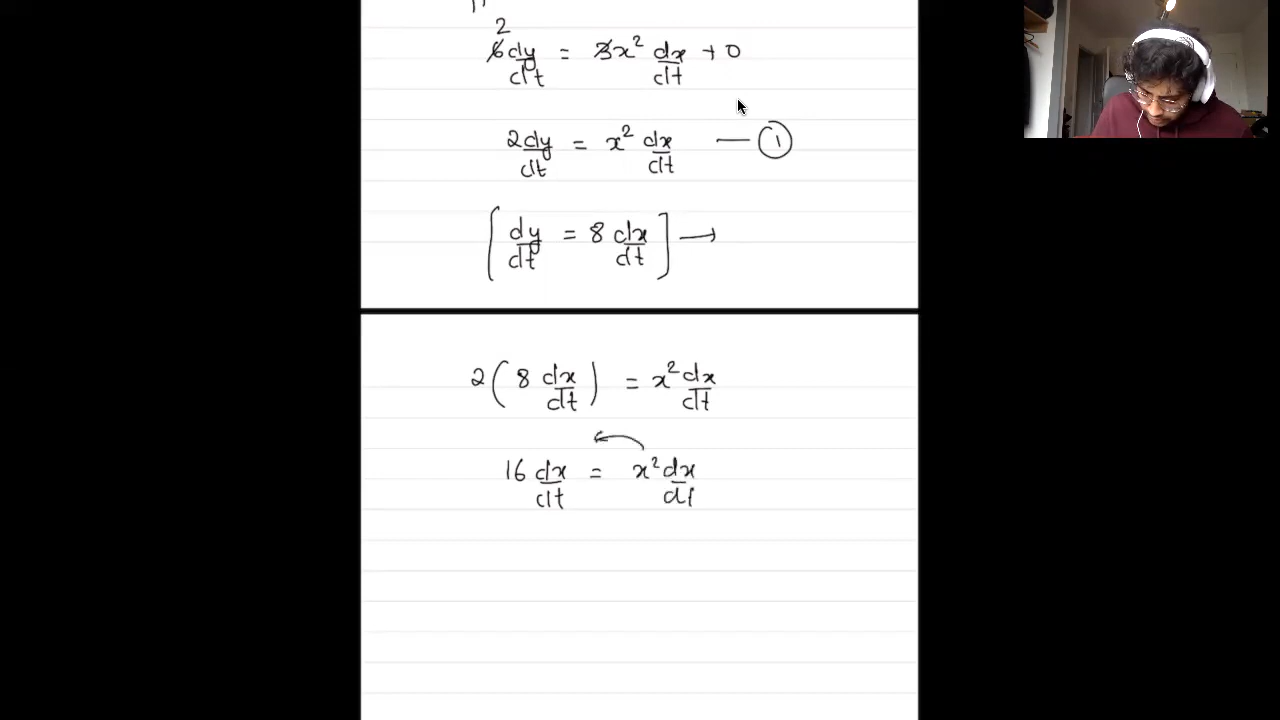 2
6 dy/dt = 3x² dx/dt + 0
2 dy/dt = x² dx/dt — ①
[ dy/dt = 8 dx/dt ] →
2 ( 8 dx/dt ) = x² dx/dt
16 dx/dt = x² dx/dt